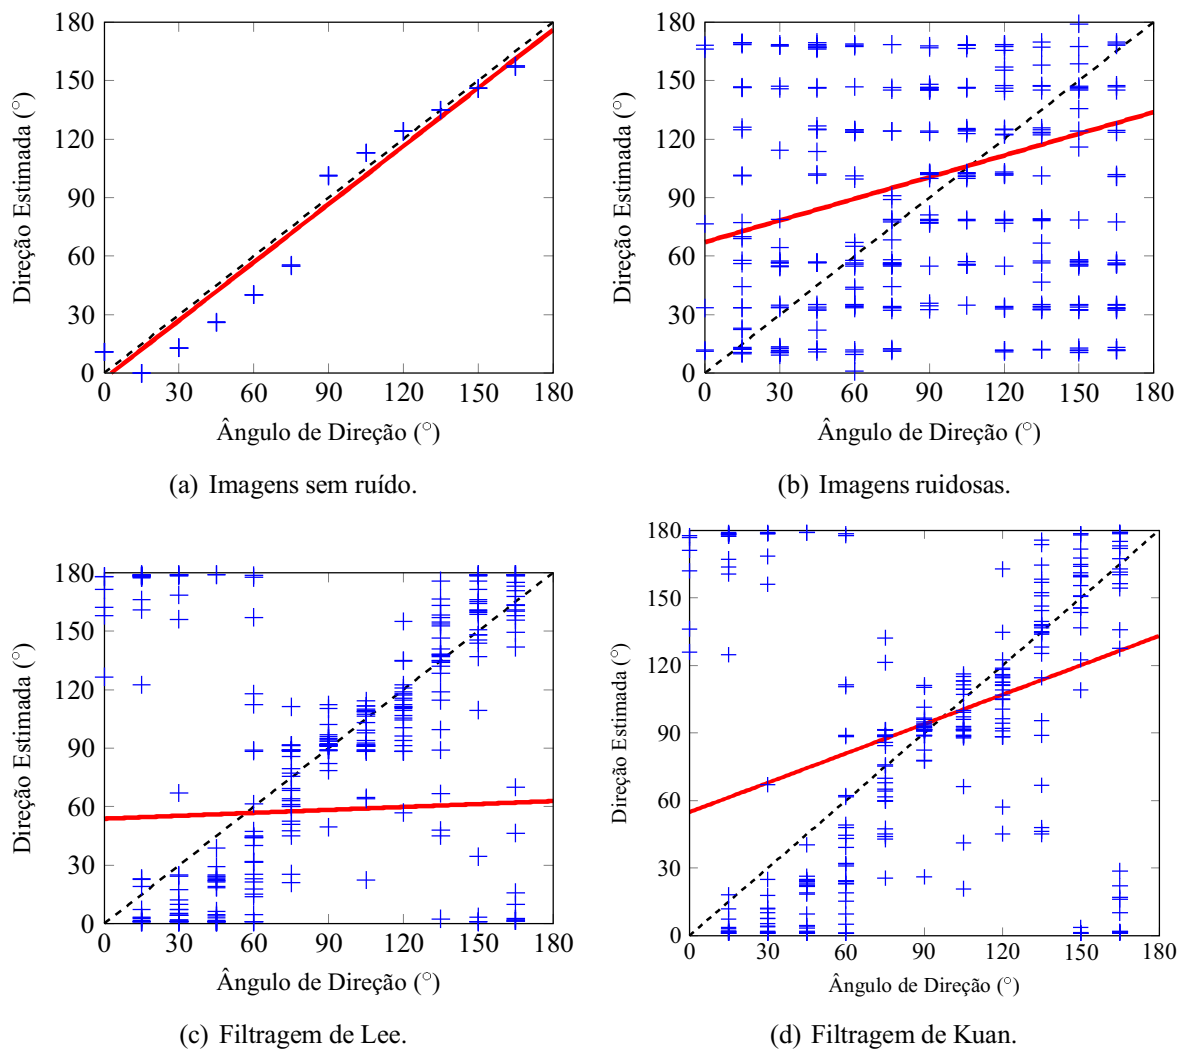 180
150
120
90
60
30
0
Direção Estimada (°)
0 30 60 90 120 150 180
Ângulo de Direção (°)
(a) Imagens sem ruído.
180
150
120
90
60
30
0
Direção Estimada (°)
0 30 60 90 120 150 180
Ângulo de Direção (°)
(b) Imagens ruidosas.
180
150
120
90
60
30
0
Direção Estimada (°)
0 30 60 90 120 150 180
Ângulo de Direção (°)
(c) Filtragem de Lee.
180
150
120
90
60
30
0
Direção Estimada (°)
0 30 60 90 120 150 180
Ângulo de Direção (°)
(d) Filtragem de Kuan.